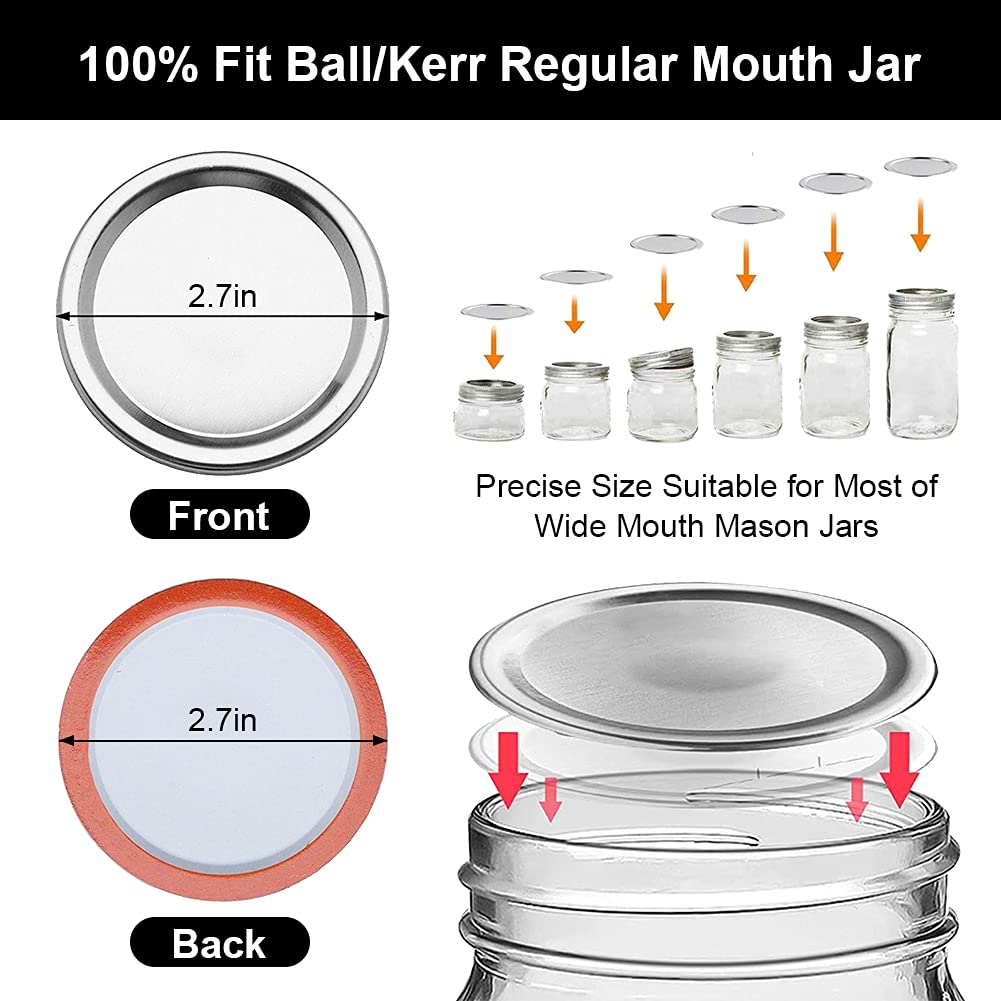 100% Fit Ball/Kerr Regular Mouth Jar
2.7in
Front
Precise Size Suitable for Most of
Wide Mouth Mason Jars
2.7in
Back